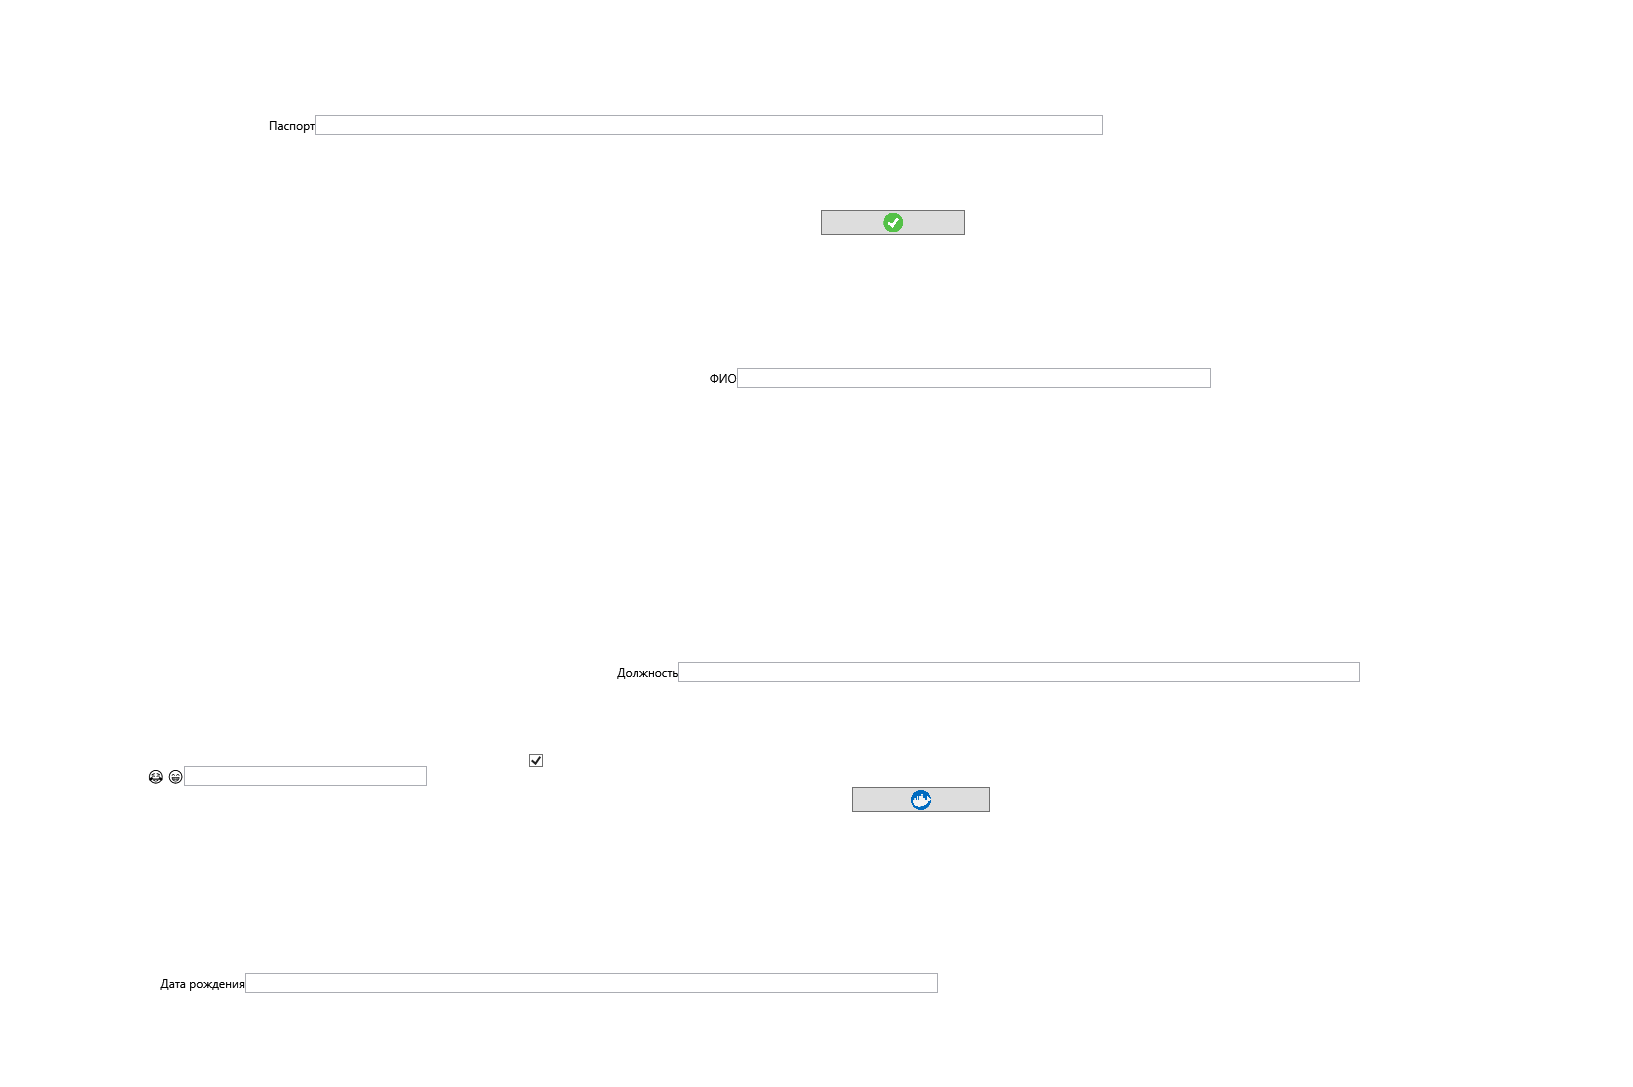 Паспорт
ФИО
Должность
😂 😄
Дата рождения